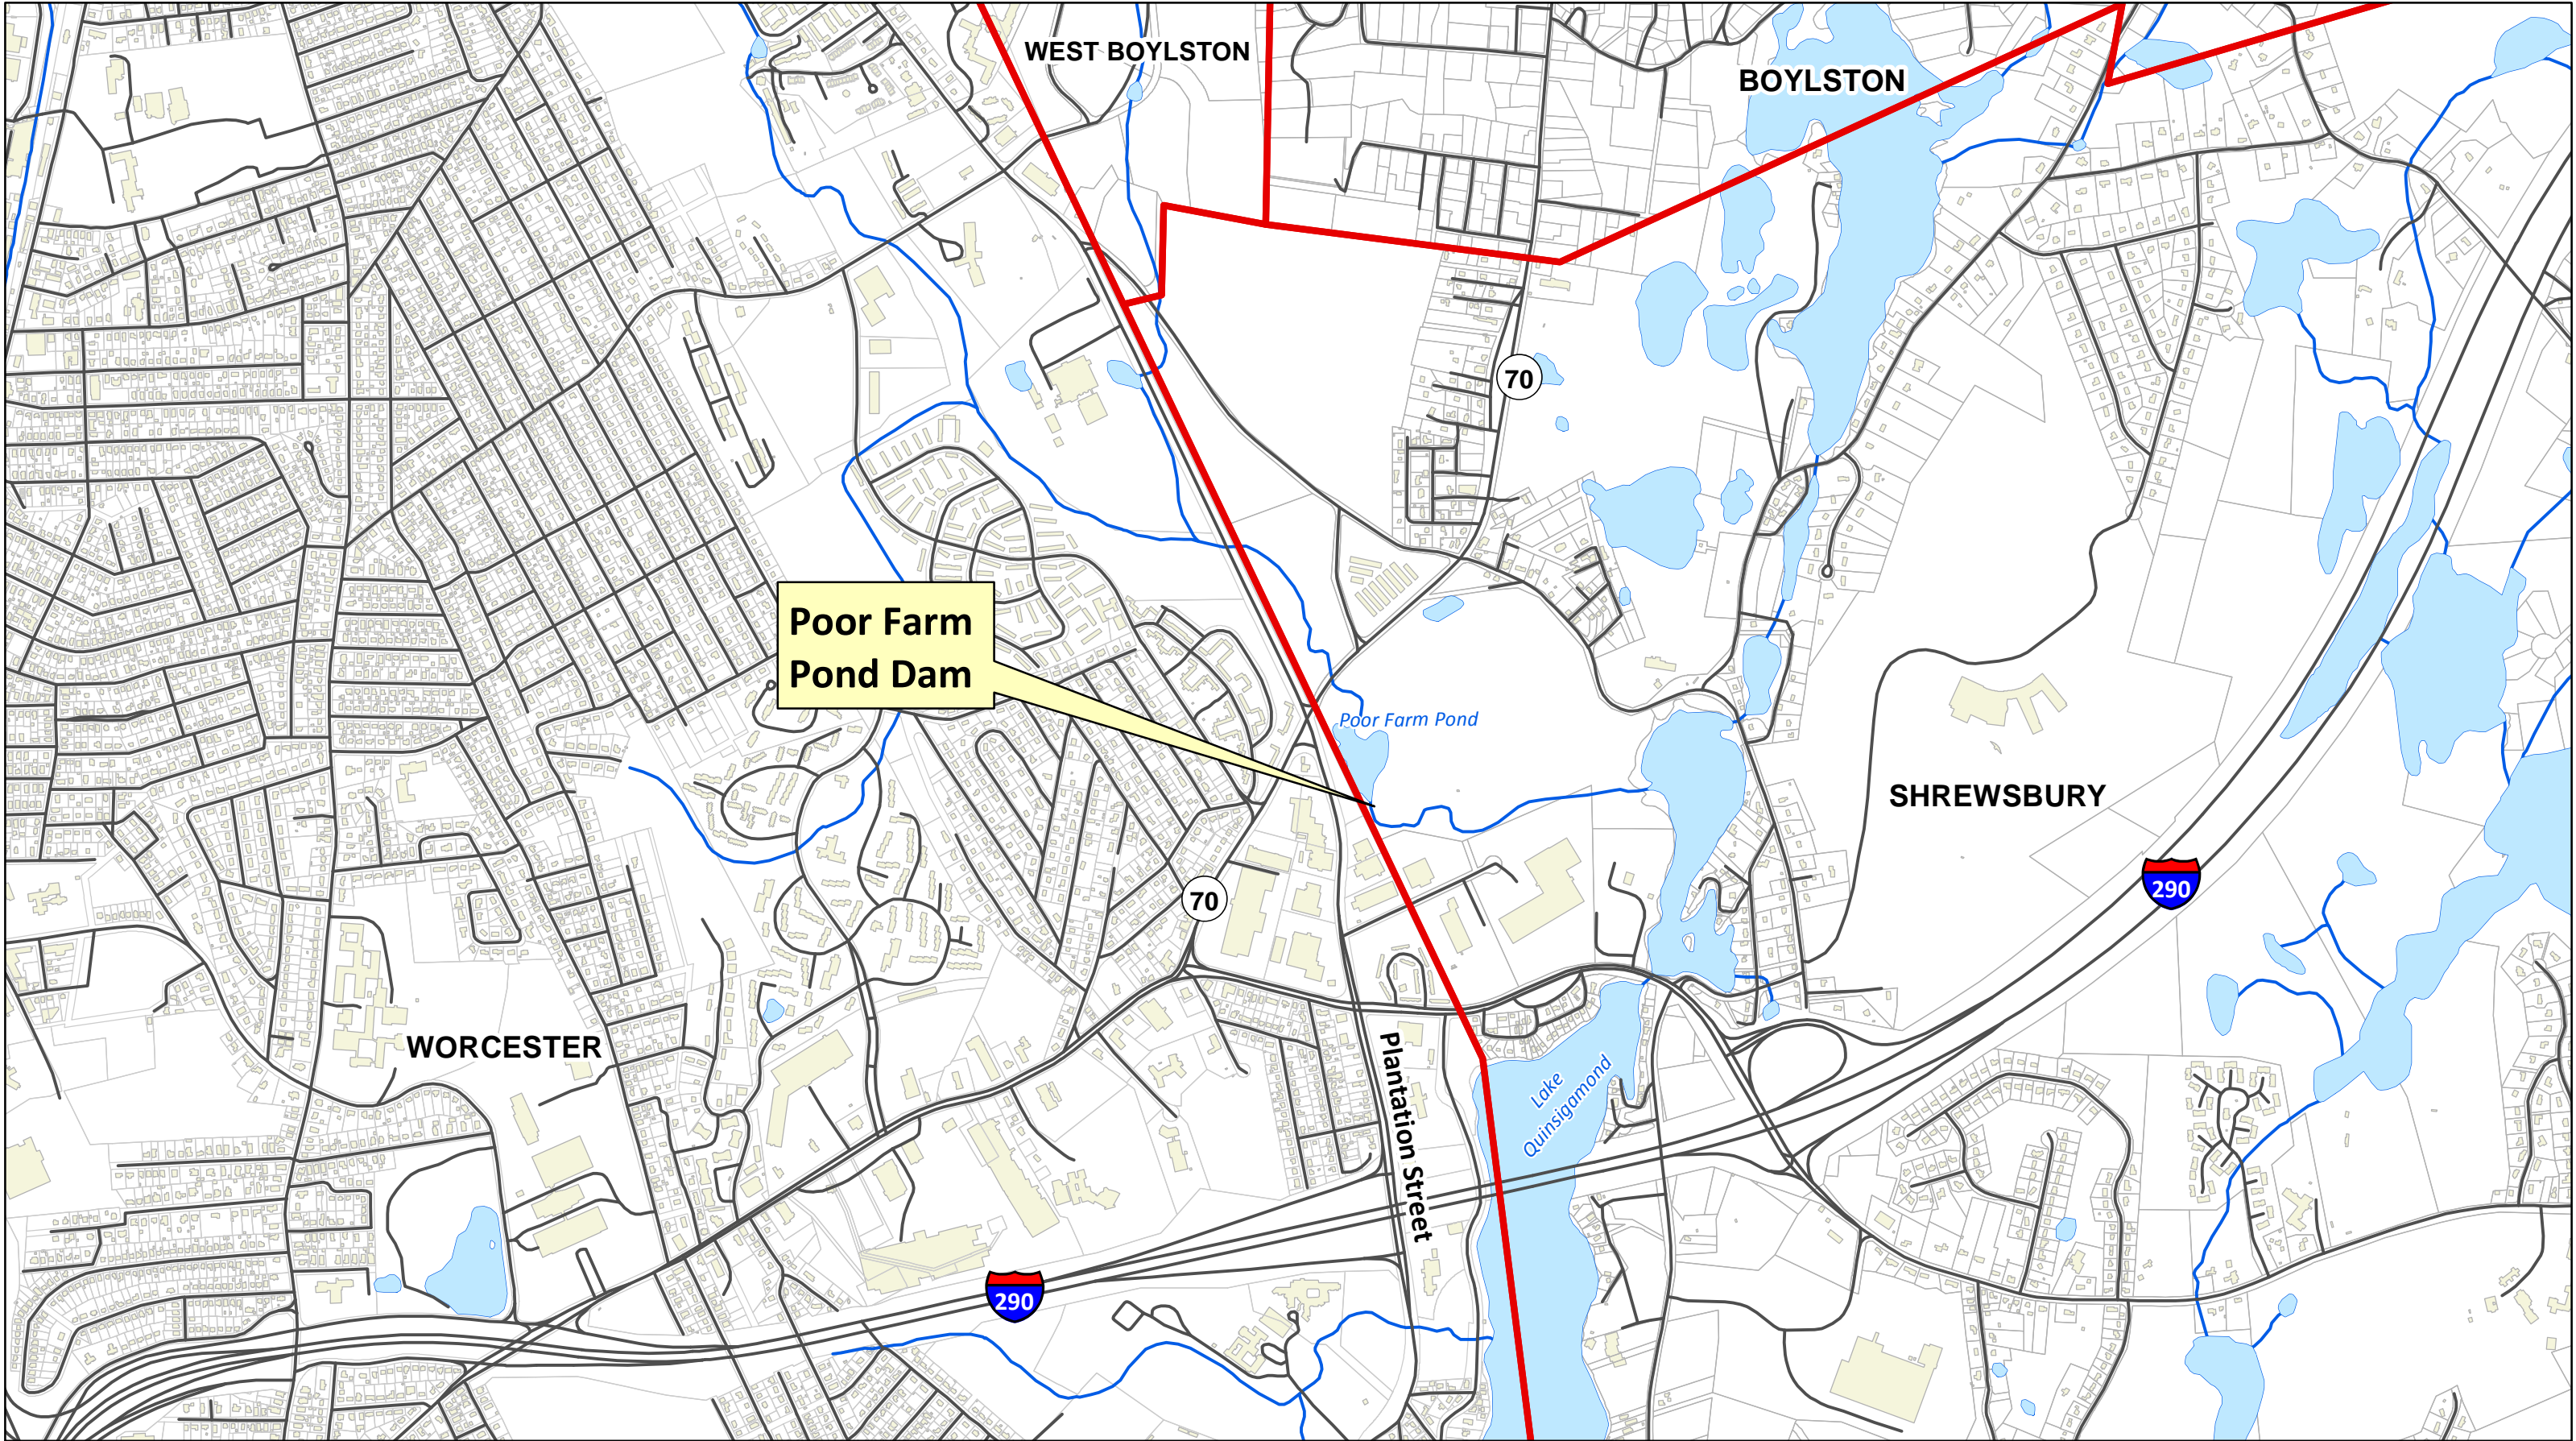 WEST BOYLSTON
BOYLSTON
70
Poor Farm
Pond Dam
Poor Farm Pond
SHREWSBURY
290
70
WORCESTER
Plantation Street
Lake
Quinsigamond
290